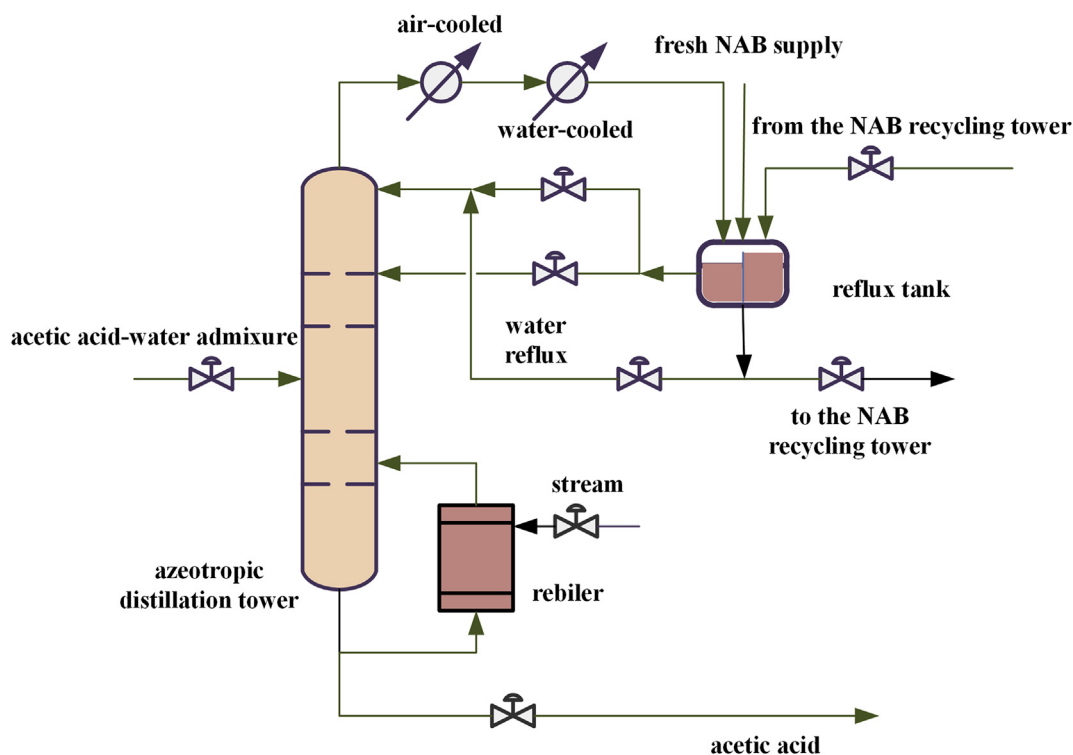 air-cooled
fresh NAB supply
water-cooled
from the NAB recycling tower
reflux tank
acetic acid-water admixure
water
reflux
to the NAB
recycling tower
stream
azeotropic
distillation tower
rebiler
acetic acid